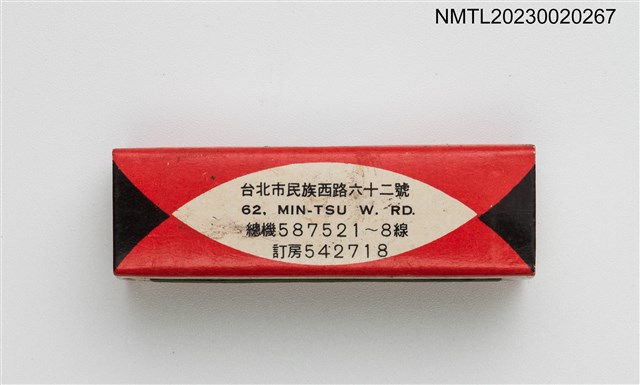 NMTL20230020267
台北市民族西路六十二號
62. MIN-TSU W. RD.
總機587521~8線
訂房542718